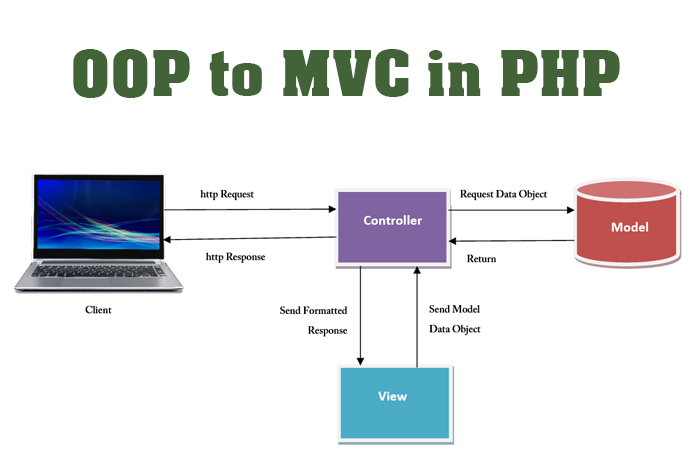 OOP to MVC in PHP
http Request
Request Data Object
Controller
Model
http Response
Return
Client
Send Formatted
Response
Send Model
Data Object
View